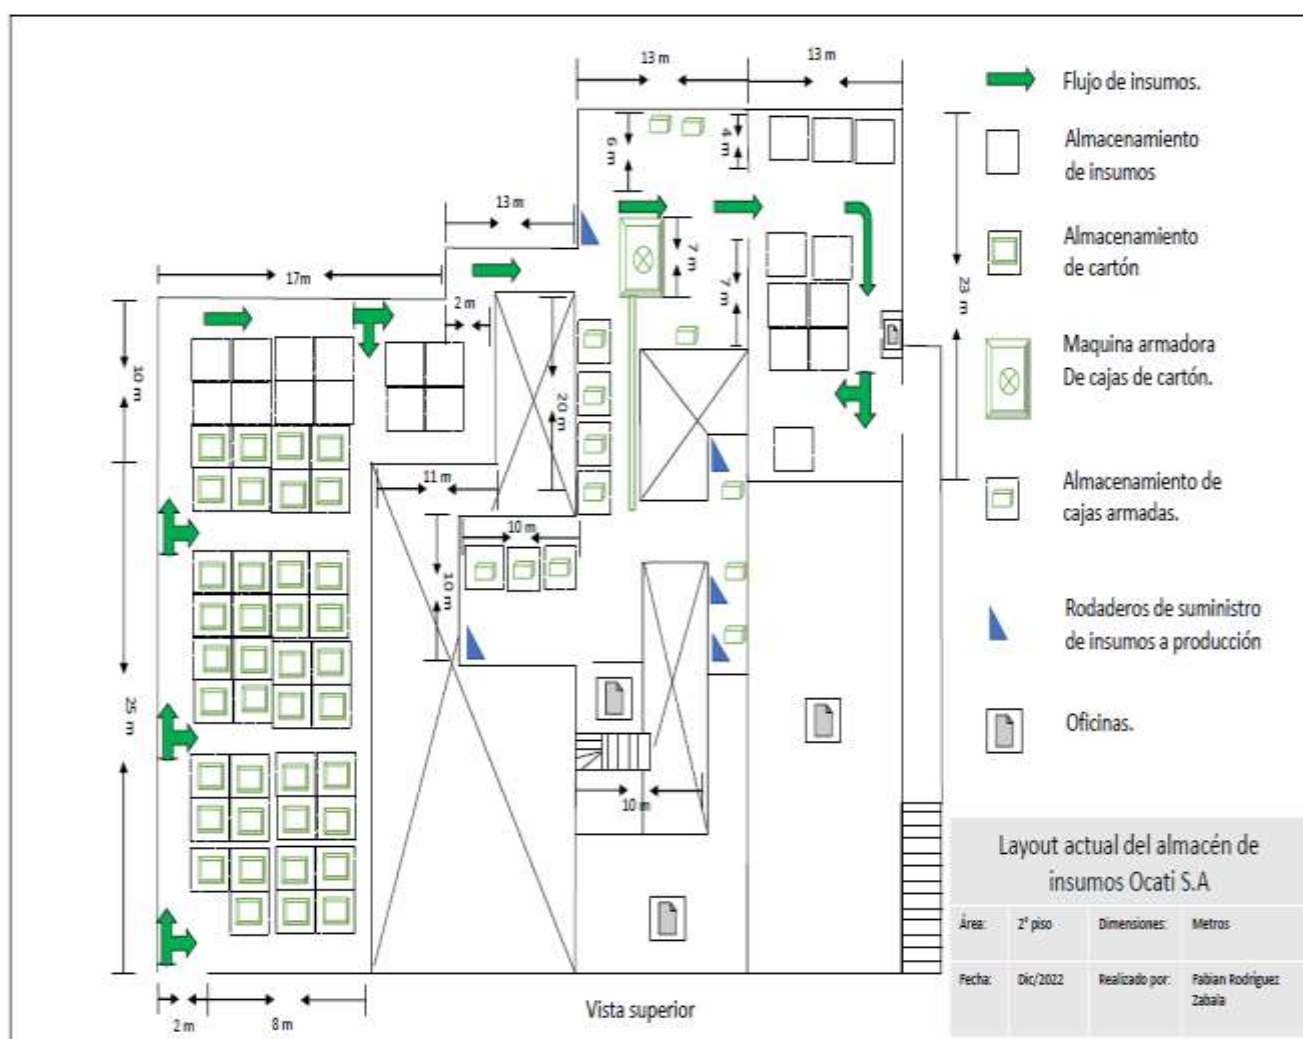 13 m
13 m
6 m
4 m
13 m
7 m
7 m
23 m
17m
2 m
10 m
20 m
11 m
10 m
10 m
25 m
10 m
2 m
8 m
Vista superior
Flujo de insumos.
Almacenamiento
de insumos
Almacenamiento
de cartón
Maquina armadora
De cajas de cartón.
Almacenamiento de
cajas armadas.
Rodaderos de suministro
de insumos a producción
Oficinas.
Layout actual del almacén de
insumos Ocati S.A
Área: 2° piso Dimensiones: Metros
Fecha: Dic/2022 Realizado por: Fabian Rodríguez
Zabala